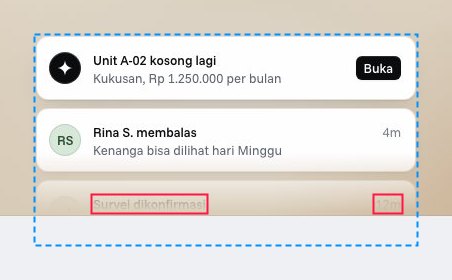 Unit A-02 kosong lagi
Kukusan, Rp 1.250.000 per bulan
Buka
RS
Rina S. membalas
4m
Kenanga bisa dilihat hari Minggu
Survei dikonfirmasi
12m